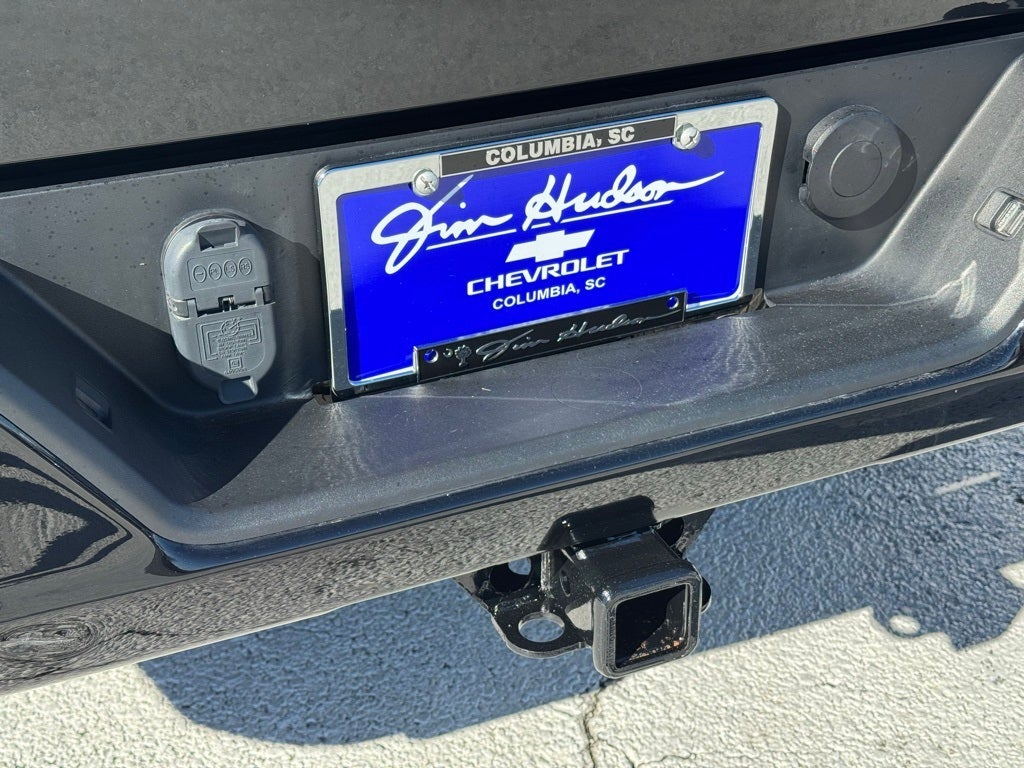 COLUMBIA, SC
Jim Hudson
CHEVROLET
COLUMBIA, SC
Jim Hudson